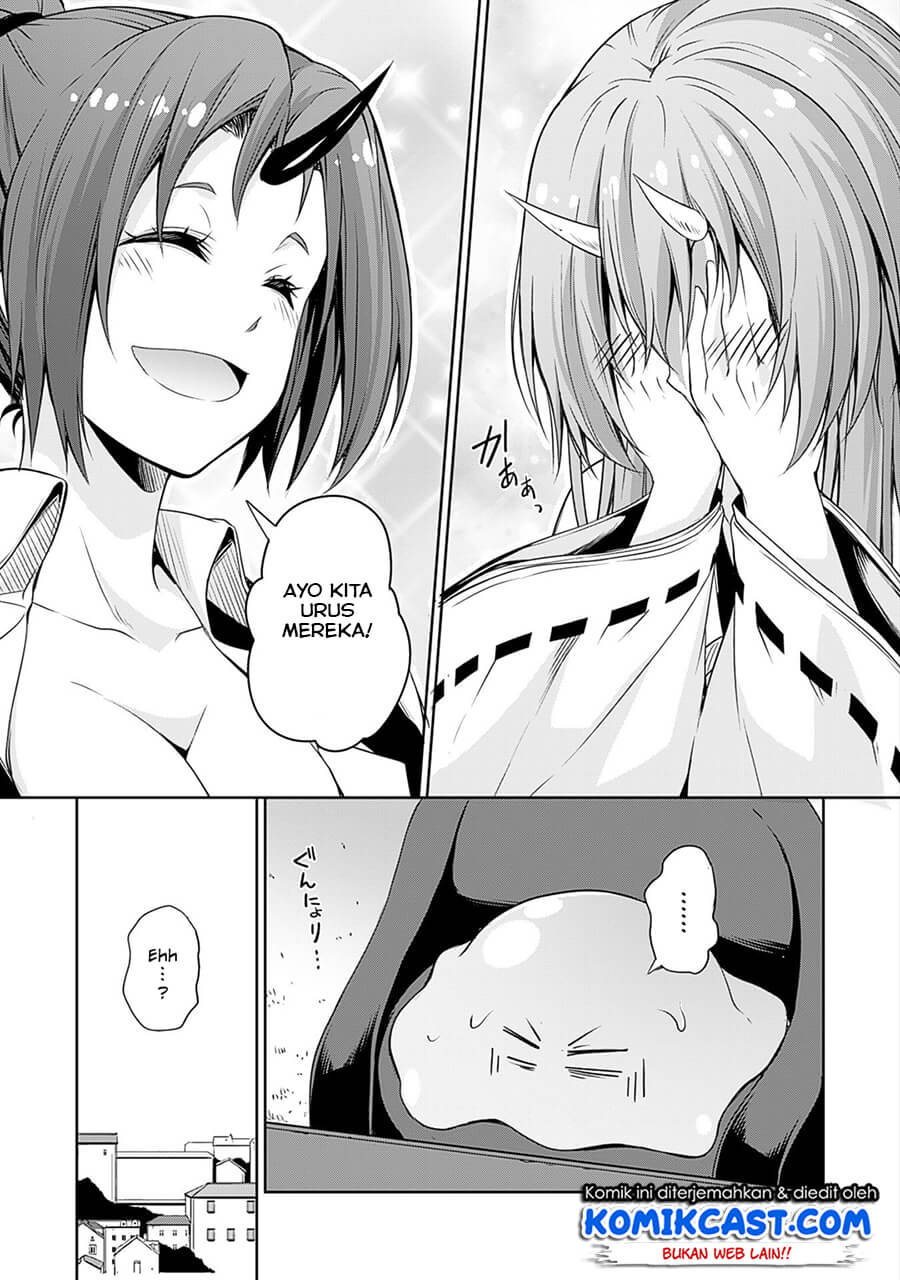 カあぁっ
AYO KITA
URUS
MEREKA!
......
ぐんにょり...
Ehh
...?
Komik ini diterjemahkan & diedit oleh
KOMIKCAST.COM
BUKAN WEB LAIN!!